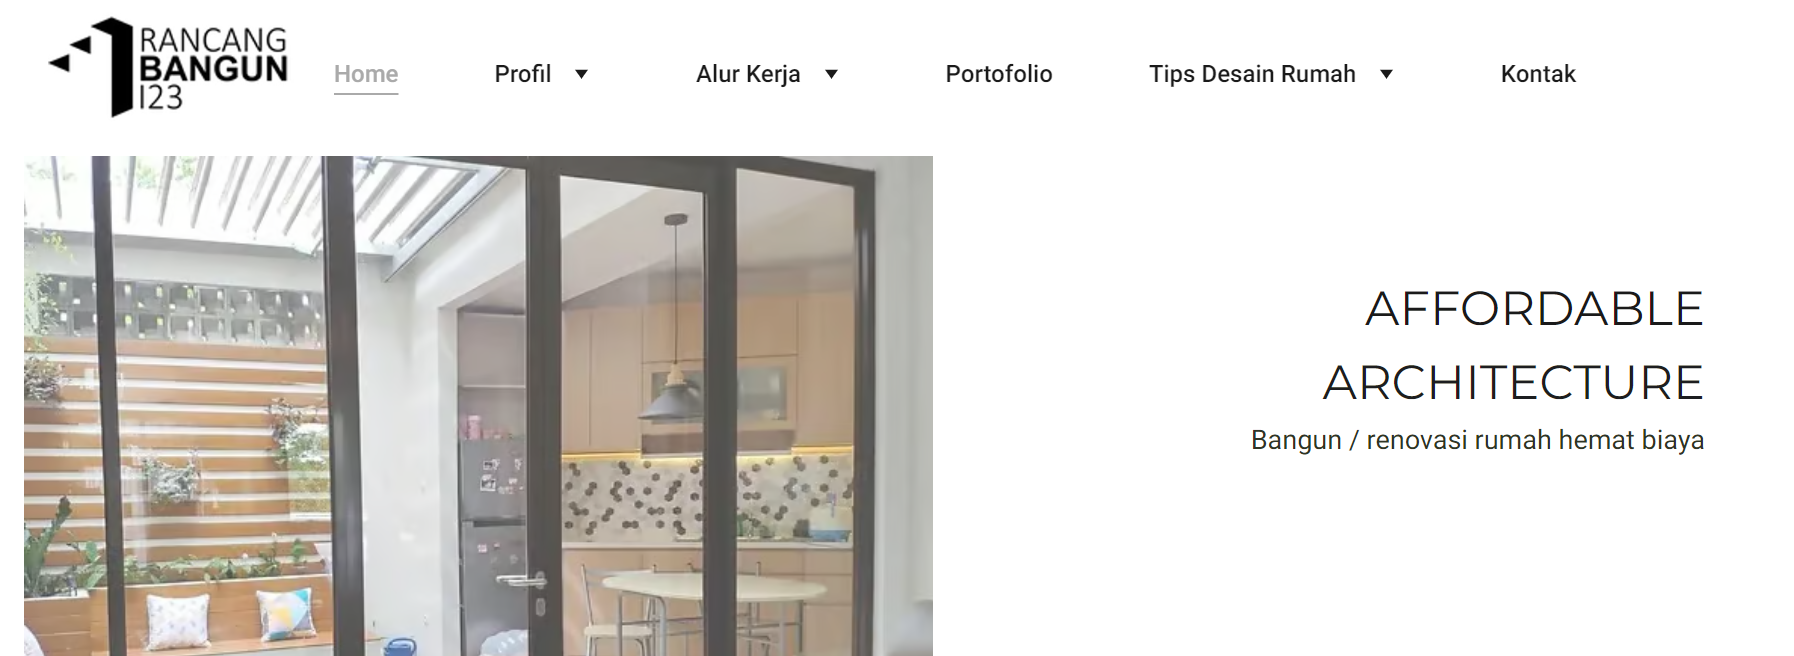 RANCANG
BANGUN
123
Home Profil Alur Kerja Portofolio Tips Desain Rumah Kontak
AFFORDABLE
ARCHITECTURE
Bangun / renovasi rumah hemat biaya